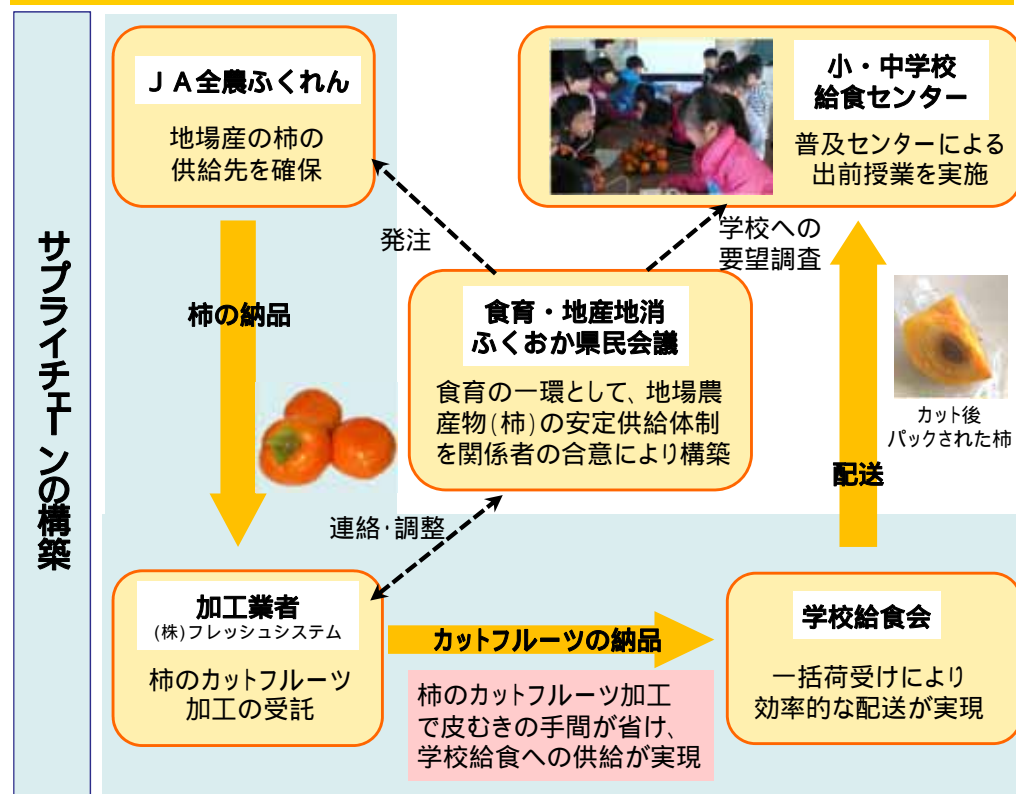 サプライチェーンの構築
JA全農ふくれん
地場産の柿の
供給先を確保
小・中学校
給食センター
普及センターによる
出前授業を実施
発注
学校への
要望調査
柿の納品
食育・地産地消
ふくおか県民会議
食育の一環として、地場農
産物(柿)の安定供給体制
を関係者の合意により構築
カット後
パックされた柿
配送
連絡・調整
加工業者
(株)フレッシュシステム
柿のカットフルーツ
加工の受託
カットフルーツの納品
柿のカットフルーツ加工
で皮むきの手間が省け、
学校給食への供給が実現
学校給食会
一括荷受けにより
効率的な配送が実現